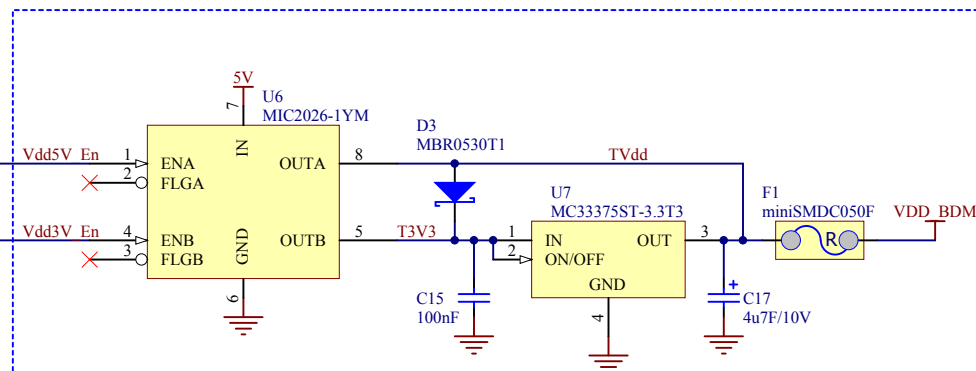 5V
U6
MIC2026-1YM
7
IN
Vdd5V_En
1
ENA
OUTA
8
2
FLGA
Vdd3V_En
4
ENB
OUTB
5
3
FLGB
GND
6
D3
MBR0530T1
TVdd
T3V3
U7
MC33375ST-3.3T3
1
IN
OUT
3
2
ON/OFF
GND
4
C15
100nF
C17
4u7F/10V
+
F1
miniSMDC050F
R
VDD_BDM